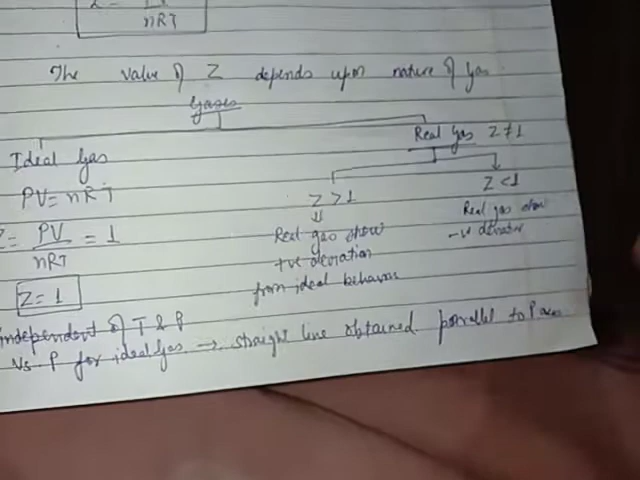 nRT
The value of Z depends upon nature of gas.
Gases
Ideal Gas
PV = nRT
Z = PV / nRT = 1
Z = 1
Real Gas Z ≠ 1
Z > 1
⇓
Real gas show
+ve deviation
from ideal behaviour
Z < 1
Real gas show
-ve deviation
independent of T & P
Vs P for ideal gas → straight line obtained parallel to P axis